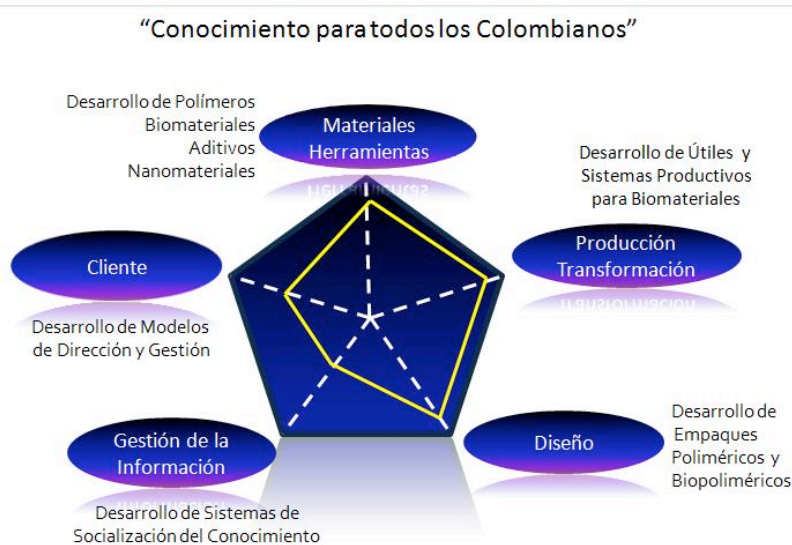 “Conocimiento para todos los Colombianos”
Desarrollo de Polímeros
Biomateriales
Aditivos
Nanomateriales
Materiales
Herramientas
Desarrollo de Útiles y
Sistemas Productivos
para Biomateriales
Producción
Transformación
Cliente
Desarrollo de Modelos
de Dirección y Gestión
Gestión de la
Información
Desarrollo de Sistemas de
Socialización del Conocimiento
Diseño
Desarrollo de
Empaques
Poliméricos y
Biopoliméricos